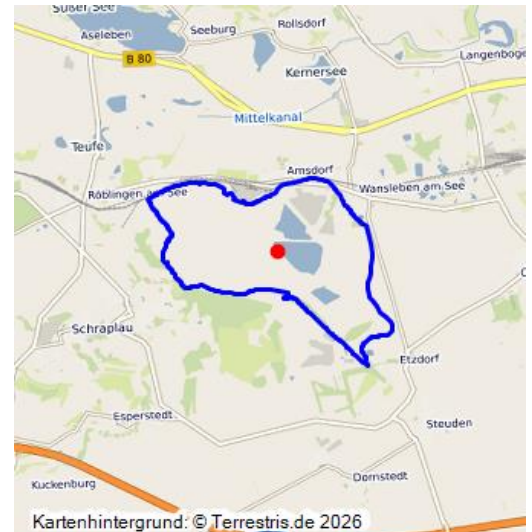 Süßer See
Aseleben
Seeburg
Rollsdorf
B 80
Kernersee
Mittelkanal
Teufe
Amsdorf
Röblingen am See
Wansleben am See
Schraplau
Etzdorf
Esperstedt
Steuden
Dornstedt
Kuckenburg
Kartenhintergrund: © Terrestris.de 2026